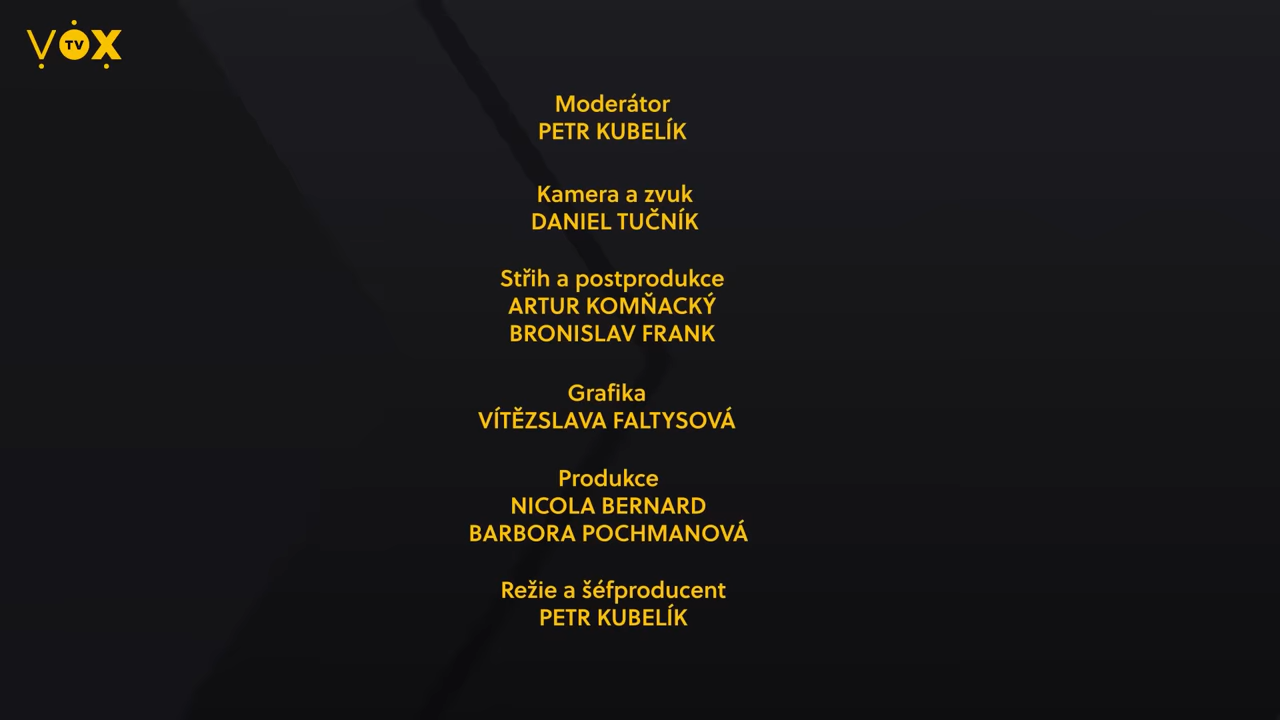 VOX
TV
Moderátor
PETR KUBELÍK
Kamera a zvuk
DANIEL TUČNÍK
Střih a postprodukce
ARTUR KOMŇACKÝ
BRONISLAV FRANK
Grafika
VÍTĚZSLAVA FALTYSOVÁ
Produkce
NICOLA BERNARD
BARBORA POCHMANOVÁ
Režie a šéfproducent
PETR KUBELÍK